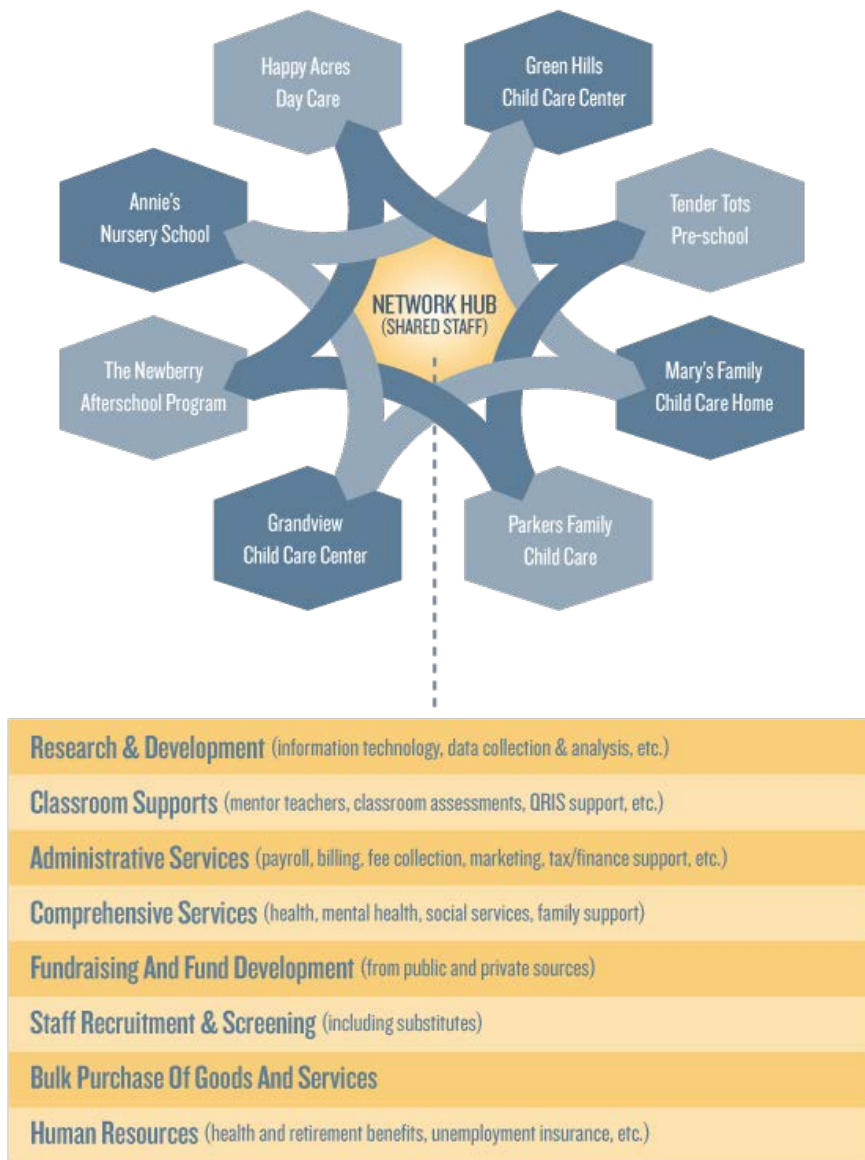 Happy Acres
Day Care
Green Hills
Child Care Center
Annie's
Nursery School
Tender Tots
Pre-school
NETWORK HUB
(SHARED STAFF)
The Newberry
Afterschool Program
Mary's Family
Child Care Home
Grandview
Child Care Center
Parkers Family
Child Care
Research & Development (information technology, data collection & analysis, etc.)
Classroom Supports (mentor teachers, classroom assessments, QRIS support, etc.)
Administrative Services (payroll, billing, fee collection, marketing, tax/finance support, etc.)
Comprehensive Services (health, mental health, social services, family support)
Fundraising And Fund Development (from public and private sources)
Staff Recruitment & Screening (including substitutes)
Bulk Purchase Of Goods And Services
Human Resources (health and retirement benefits, unemployment insurance, etc.)